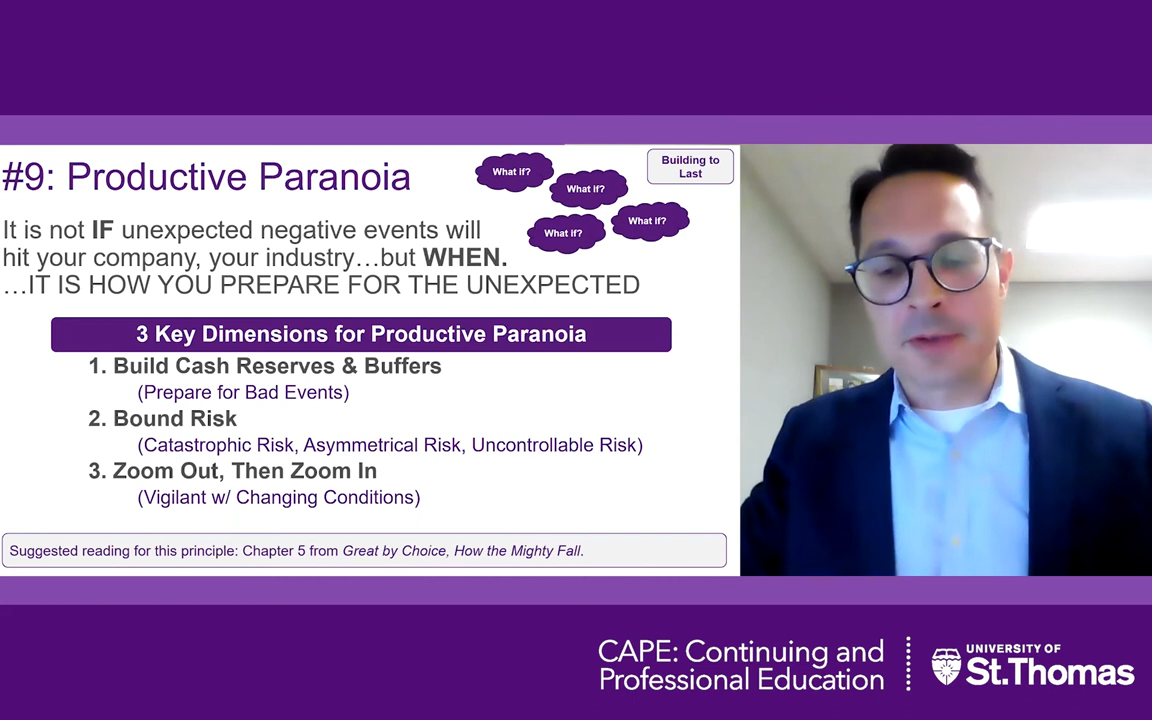 #9: Productive Paranoia
What if?
What if?
What if?
What if?
Building to
Last
It is not IF unexpected negative events will
hit your company, your industry…but WHEN.
…IT IS HOW YOU PREPARE FOR THE UNEXPECTED
3 Key Dimensions for Productive Paranoia
1. Build Cash Reserves & Buffers
(Prepare for Bad Events)
2. Bound Risk
(Catastrophic Risk, Asymmetrical Risk, Uncontrollable Risk)
3. Zoom Out, Then Zoom In
(Vigilant w/ Changing Conditions)
Suggested reading for this principle: Chapter 5 from Great by Choice, How the Mighty Fall.
CAPE: Continuing and
Professional Education
UNIVERSITY OF
St.Thomas